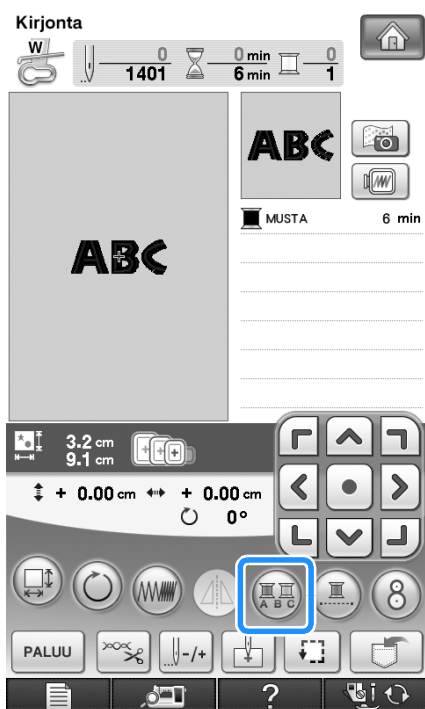 Kirjonta
W
0 0 min 0
1401 6 min 1
ABC
MUSTA 6 min
ABC
3.2 cm
9.1 cm
+ 0.00 cm + 0.00 cm
0°
A B C
8
PALUU -/+
?